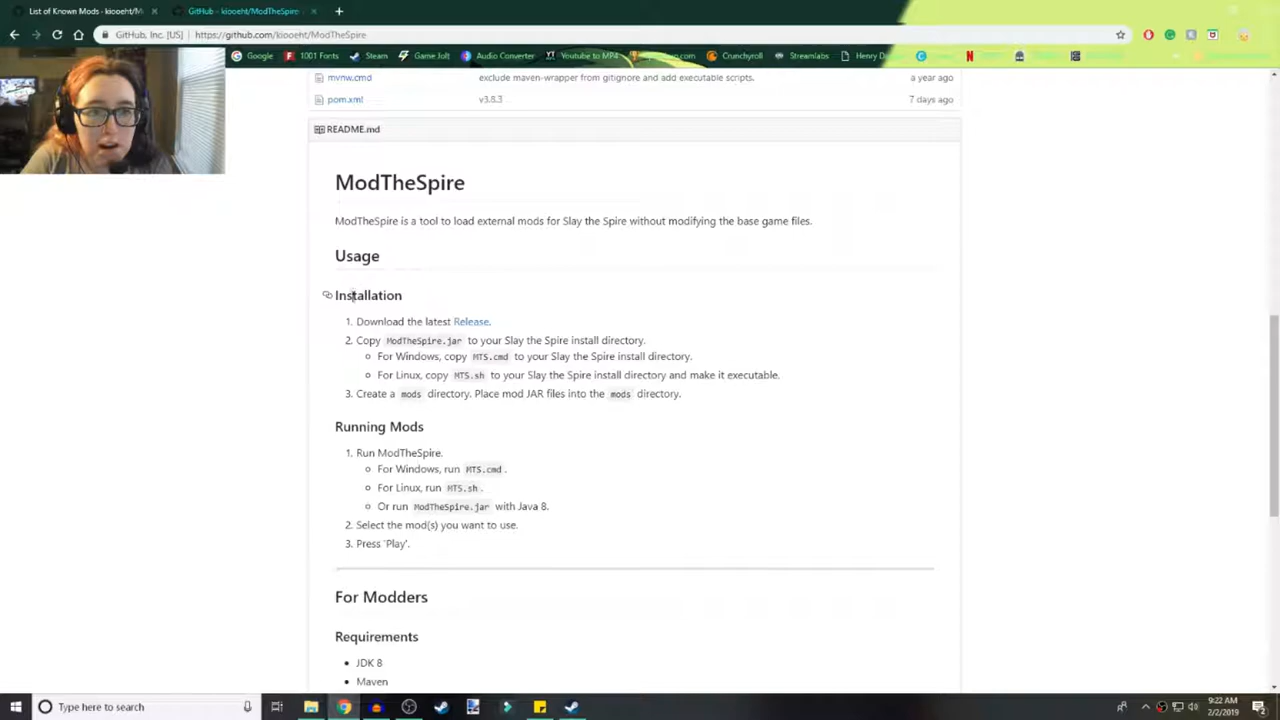 List of Known Mods - kiooeht/M
GitHub - kiooeht/ModTheSpire:
GitHub, Inc. [US]
https://github.com/kiooeht/ModTheSpire
Google
1001 Fonts
Steam
Game Jolt
Audio Converter
Youtube to MP4
Crunchyroll
Streamlabs
mvnw.cmd
exclude maven-wrapper from gitignore and add executable scripts.
a year ago
pom.xml
v3.8.3
7 days ago
README.md
ModTheSpire
ModTheSpire is a tool to load external mods for Slay the Spire without modifying the base game files.
Usage
Installation
1. Download the latest Release.
2. Copy ModTheSpire.jar to your Slay the Spire install directory.
For Windows, copy MTS.cmd to your Slay the Spire install directory.
For Linux, copy MTS.sh to your Slay the Spire install directory and make it executable.
3. Create a mods directory. Place mod JAR files into the mods directory.
Running Mods
1. Run ModTheSpire.
For Windows, run MTS.cmd.
For Linux, run MTS.sh.
Or run ModTheSpire.jar with Java 8.
2. Select the mod(s) you want to use.
3. Press 'Play'.
For Modders
Requirements
JDK 8
Maven
Type here to search
9:22 AM
2/2/2019